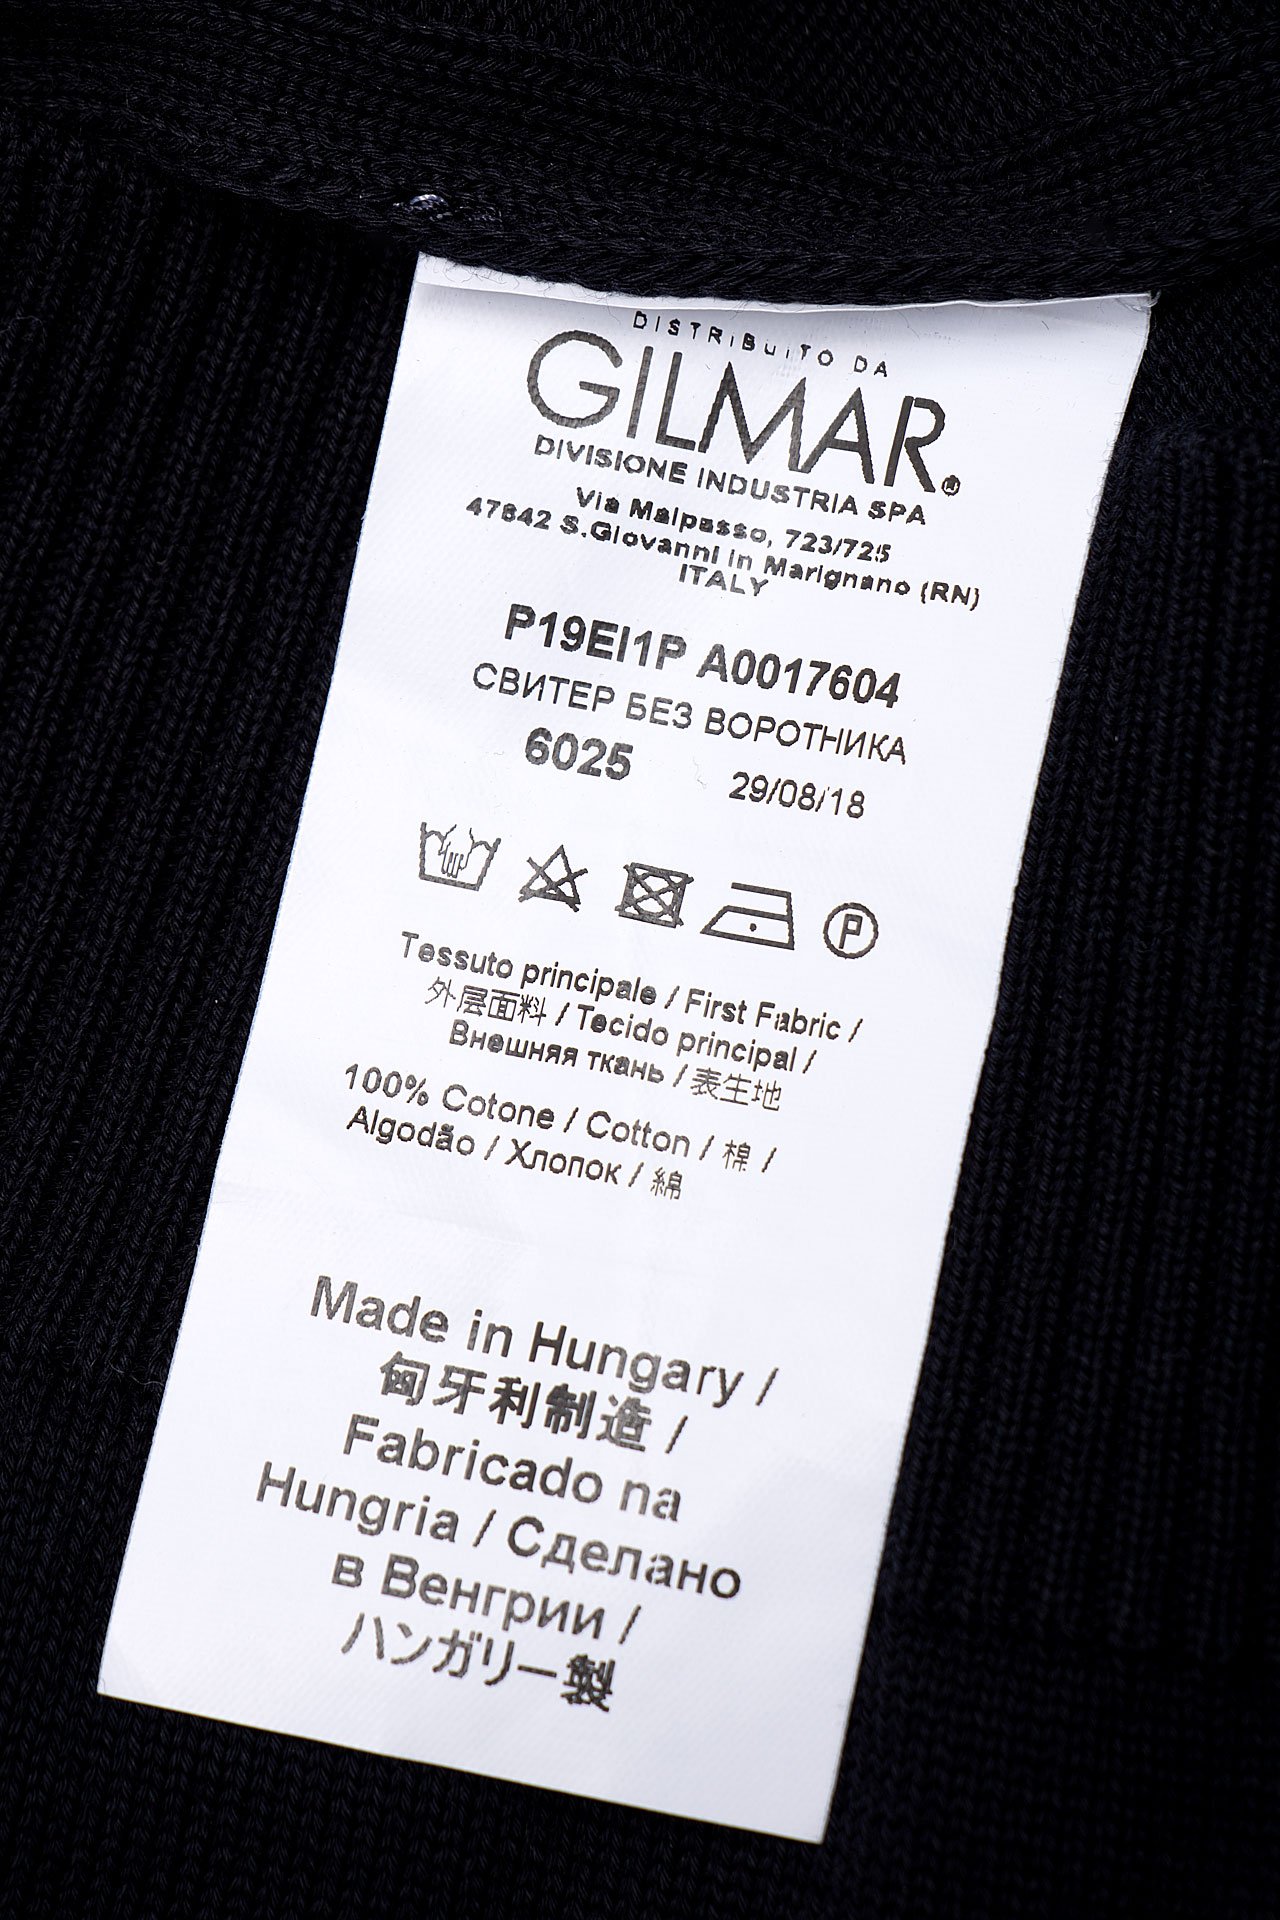 DISTRIBUITO DA
GILMAR®
DIVISIONE INDUSTRIA SPA
Via Malpasso, 723/725
47842 S.Giovanni in Marignano (RN)
ITALY
P19EI1P A0017604
СВИТЕР БЕЗ ВОРОТНИКА
6025 29/08/18
P
Tessuto principale / First Fabric /
外层面料 / Tecido principal /
Внешняя ткань / 表生地
100% Cotone / Cotton / 棉 /
Algodão / Хлопок / 綿
Made in Hungary /
匈牙利制造 /
Fabricado na
Hungria / Сделано
в Венгрии /
ハンガリー製